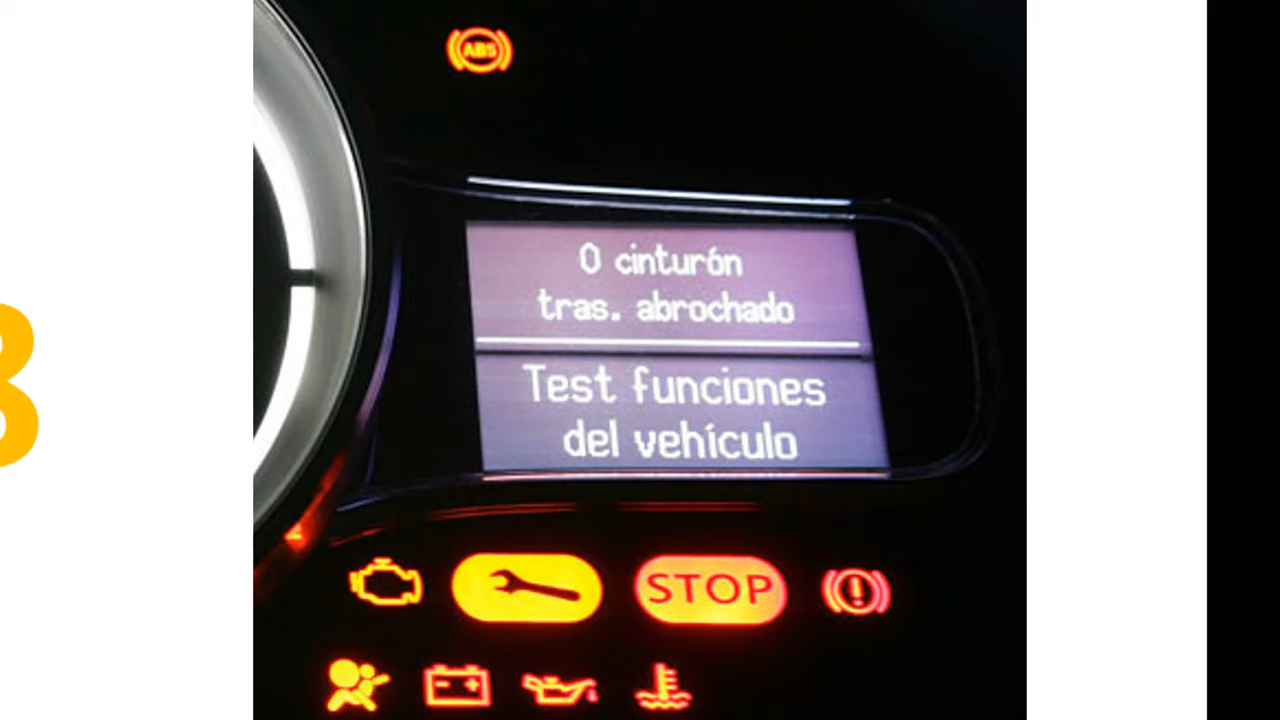 ABS
0 cinturón
tras. abrochado
Test funciones
del vehículo
STOP